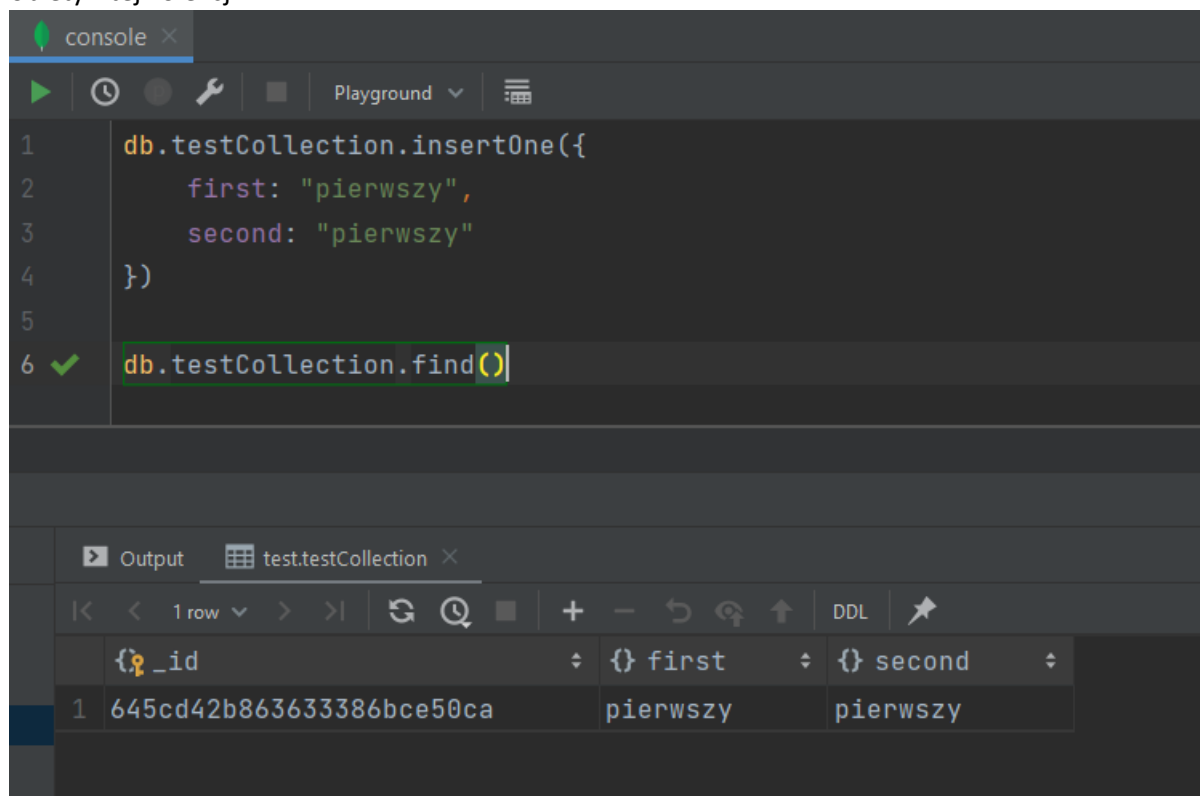 console
Playground
1 db.testCollection.insertOne({
2 first: "pierwszy",
3 second: "pierwszy"
4 })
5
6 db.testCollection.find()
Output test.testCollection
1 row DDL
_id {} first {} second
1 645cd42b863633386bce50ca pierwszy pierwszy